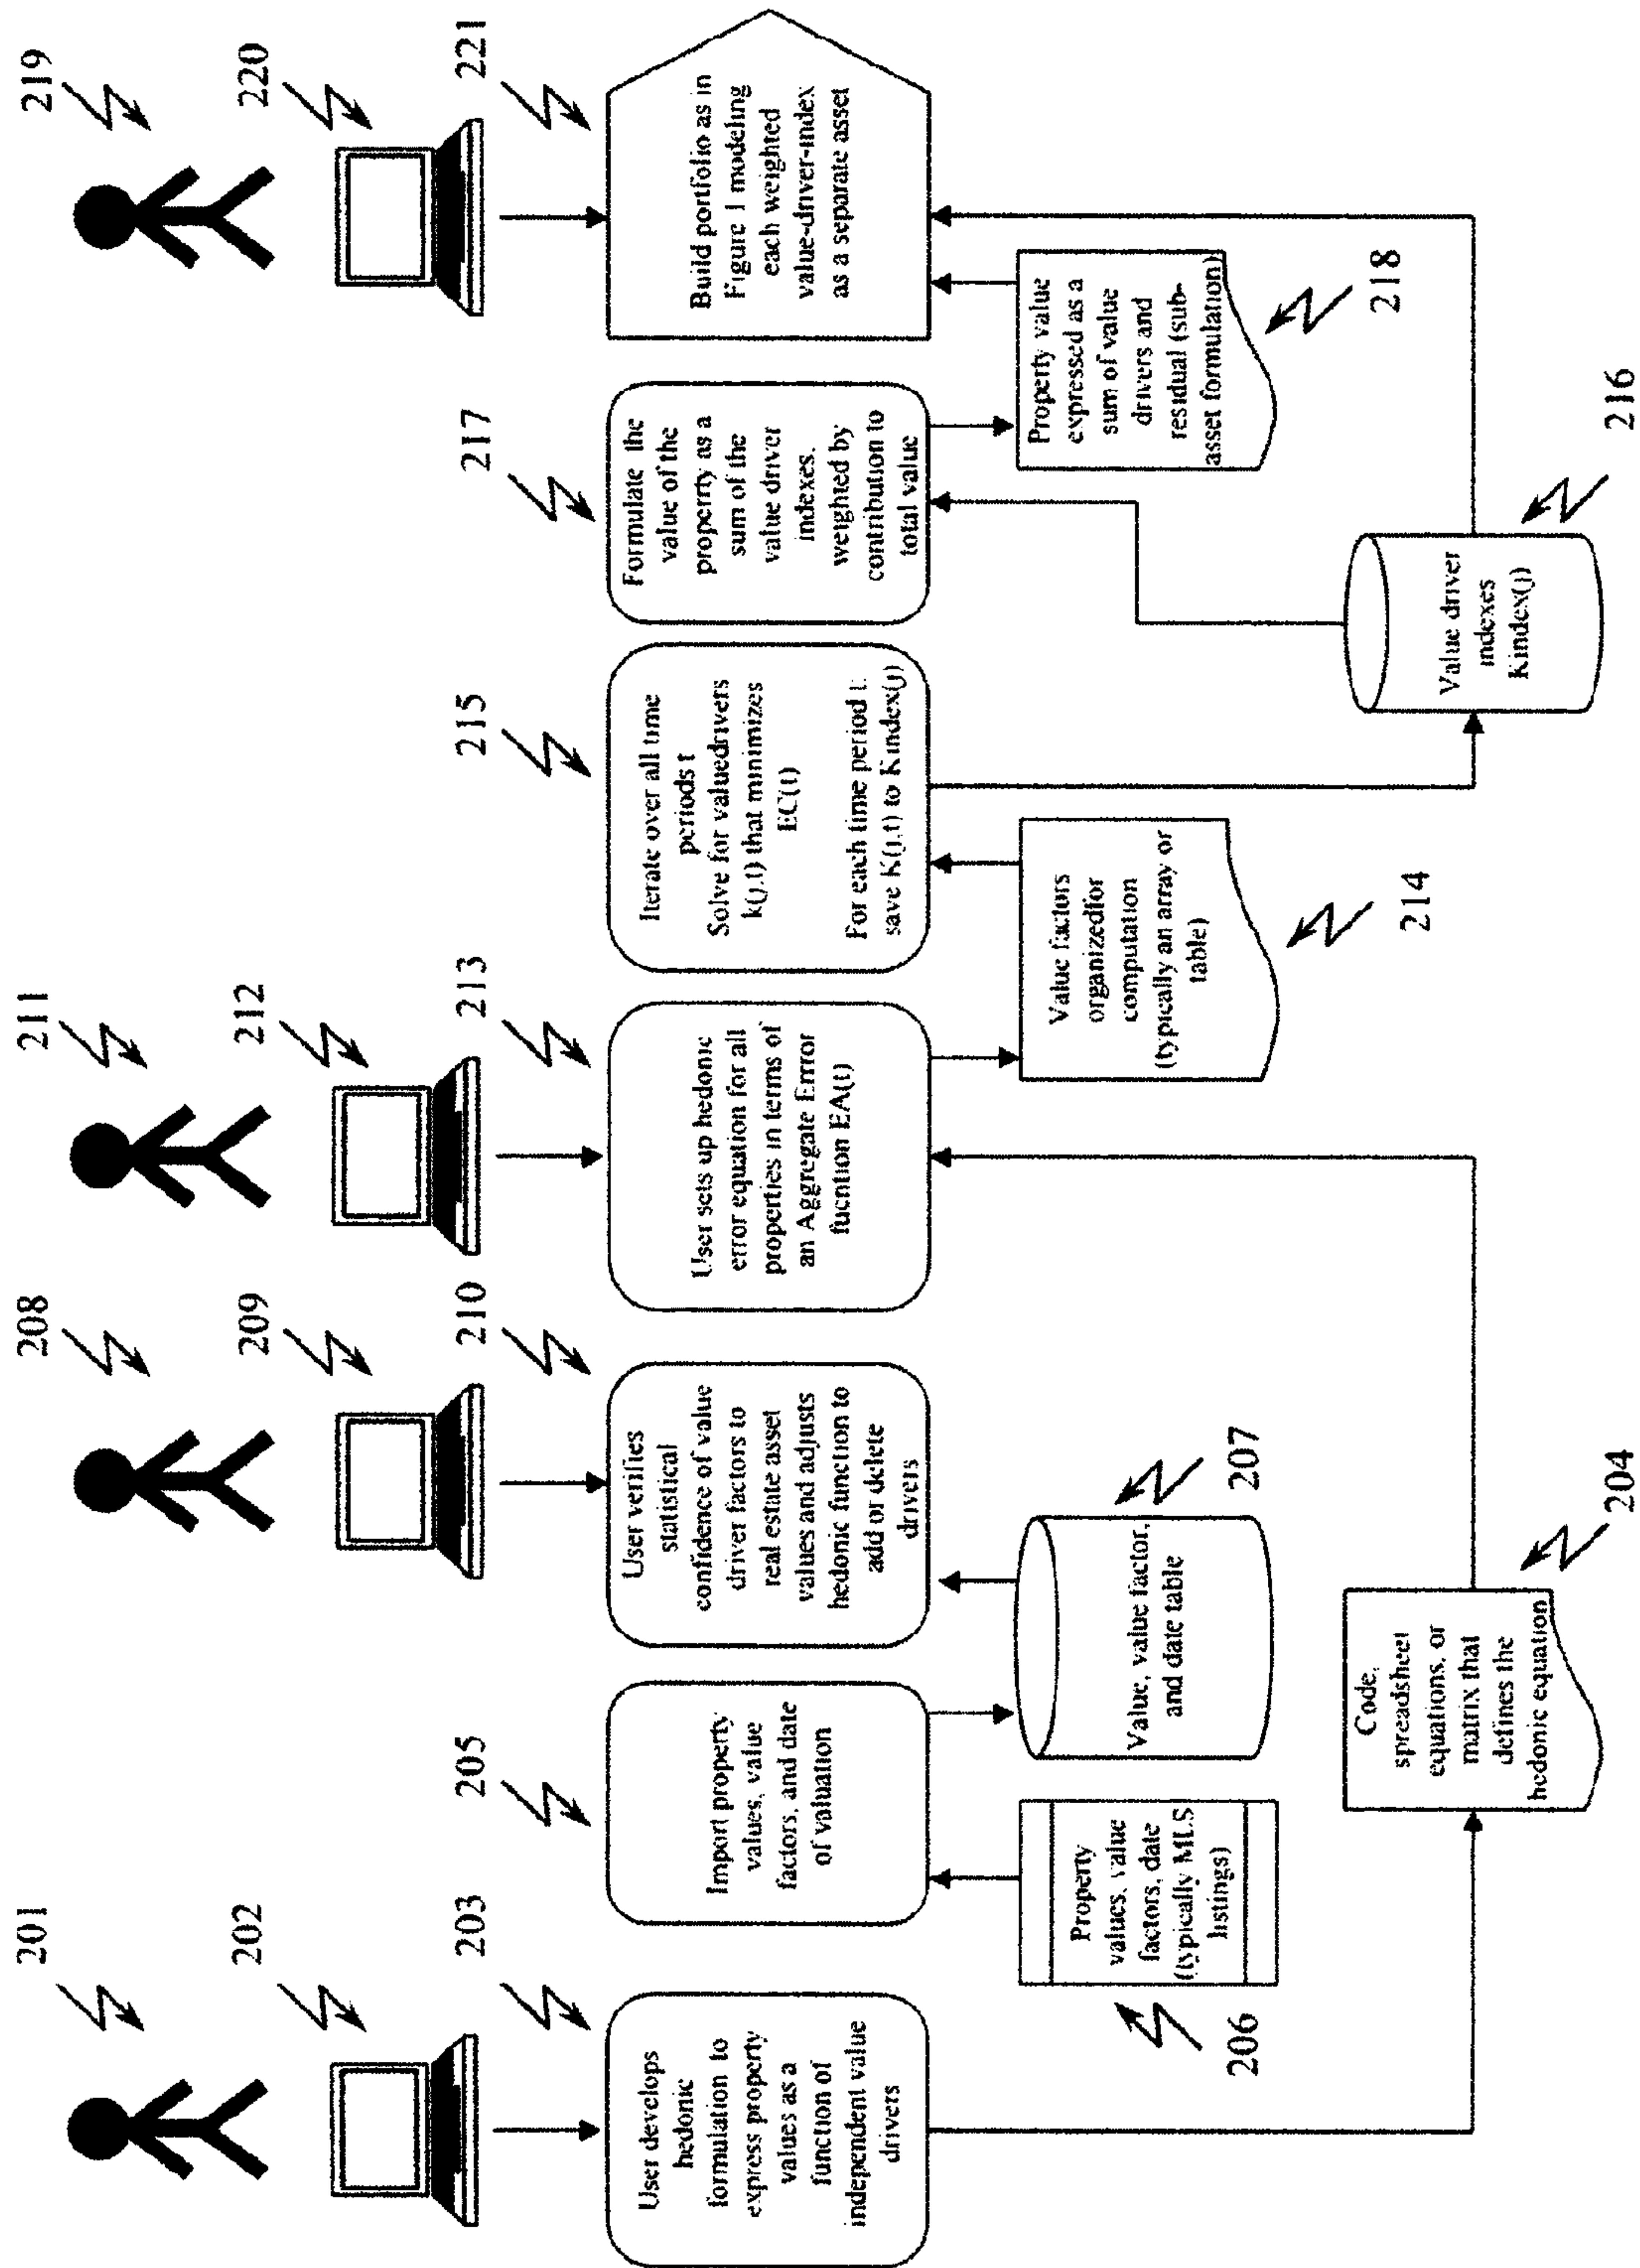 201
202
203
User develops
hedonic
formulation to
express property
values as a
function of
independent value
drivers
205
Import property
values, value
factors, and date
of valuation
206
Property
values, value
factors, date
(typically MLS
listings)
207
Value, value factor,
and date table
204
Code,
spreadsheet
equations, or
matrix that
defines the
hedonic equation
208
209
210
User verifies
statistical
confidence of value
driver factors to
real estate asset
values and adjusts
hedonic function to
add or delete
drivers
211
212
213
User sets up hedonic
error equation for all
properties in terms of
an Aggregate Error
fucntion EA(t)
214
Value factors
organizedfor
computation
(typically an array or
table)
215
Iterate over all time
periods t
Solve for valuedrivers
k(j,t) that minimizes
EC(t)
For each time period t:
save K(j,t) to Kindex(j)
216
Value driver
indexes
Kindex(j)
217
Formulate the
value of the
property as a
sum of the
value driver
indexes,
weighted by
contribution to
total value
218
Property value
expressed as a
sum of value
drivers and
residual (sub-
asset formulation)
219
220
221
Build portfolio as in
Figure 1 modeling
each weighted
value-driver-index
as a separate asset